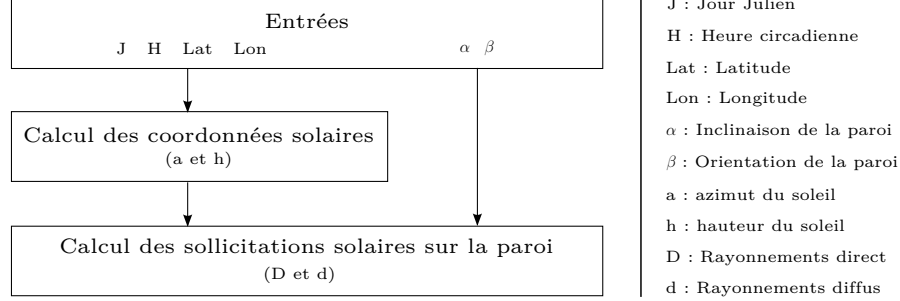 Entrées
J H Lat Lon α β
Calcul des coordonnées solaires
(a et h)
Calcul des sollicitations solaires sur la paroi
(D et d)
J : Jour Julien
H : Heure circadienne
Lat : Latitude
Lon : Longitude
α : Inclinaison de la paroi
β : Orientation de la paroi
a : azimut du soleil
h : hauteur du soleil
D : Rayonnements direct
d : Rayonnements diffus